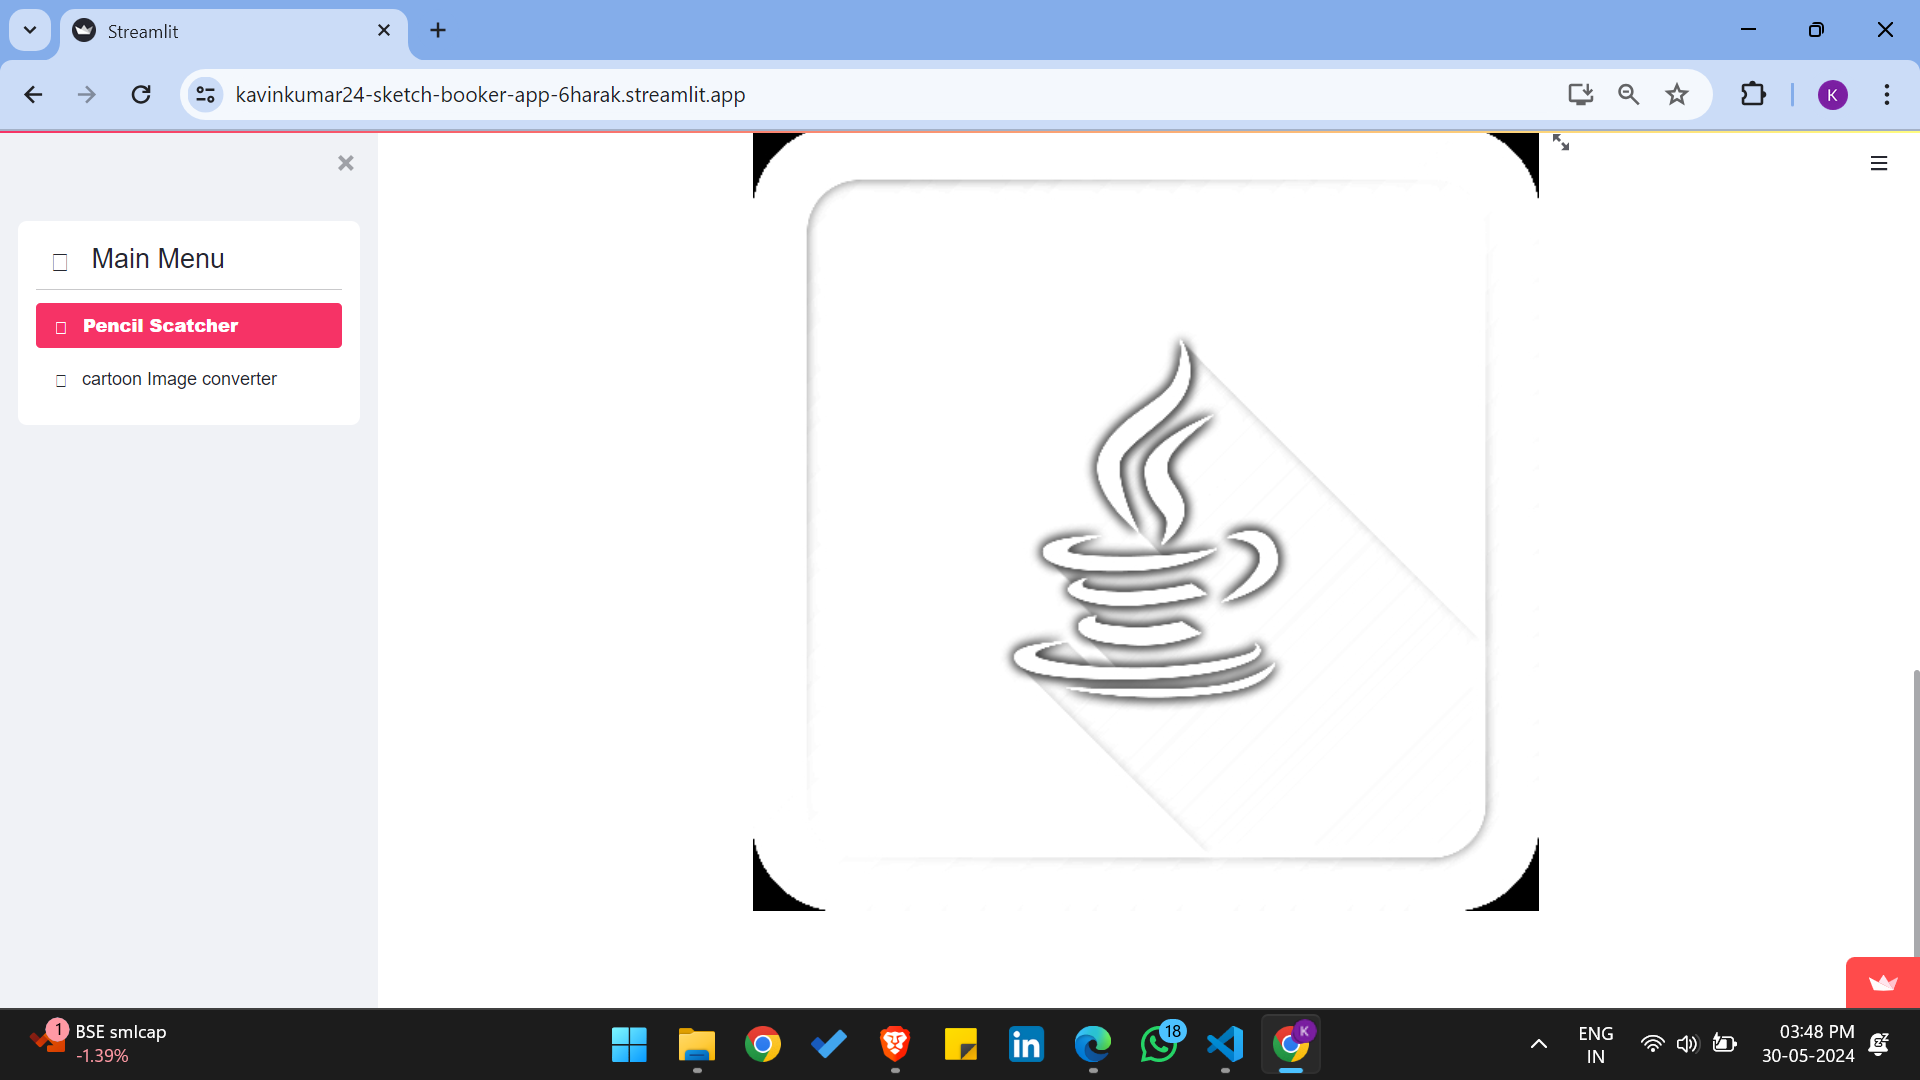 Streamlit
kavinkumar24-sketch-booker-app-6harak.streamlit.app
K
Main Menu
Pencil Scatcher
cartoon Image converter
1
BSE smlcap
-1.39%
in
18
K
ENG
IN
03:48 PM
30-05-2024